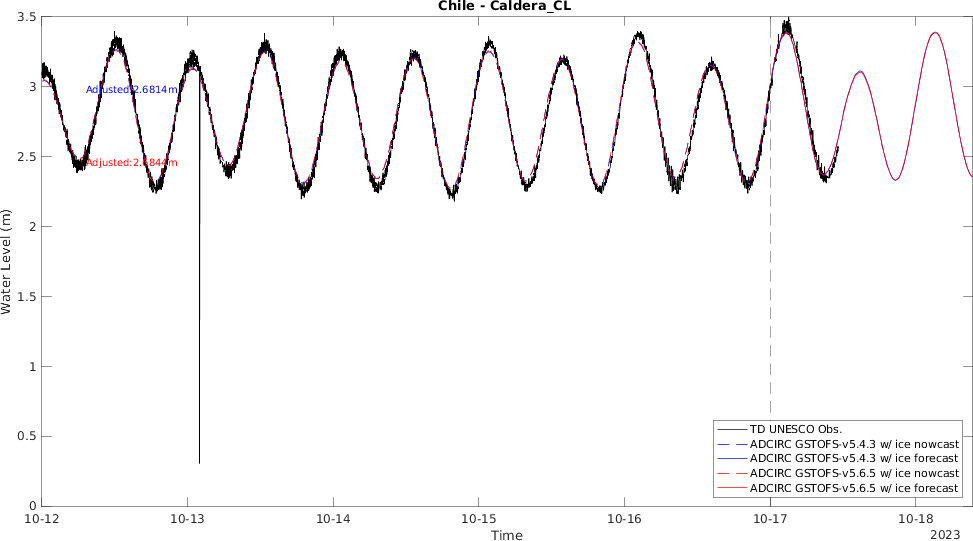 Chile - Caldera_CL
3.5
3
2.5
2
1.5
1
0.5
0
Water Level (m)
Adjusted:2.6814m
TD UNESCO Obs.
ADCIRC GSTOFS-v5.4.3 w/ ice nowcast
ADCIRC GSTOFS-v5.4.3 w/ ice forecast
ADCIRC GSTOFS-v5.6.5 w/ ice nowcast
ADCIRC GSTOFS-v5.6.5 w/ ice forecast
10-12
10-13
10-14
10-15
10-16
10-17
10-18
Time
2023